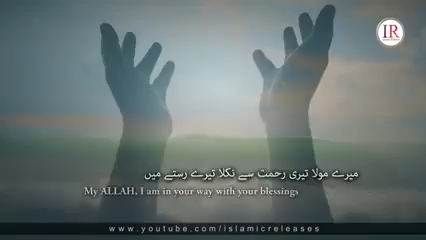 IR
میرے مولا تیری رحمت سے نکلا تیرے رستے میں
My ALLAH, I am in your way with your blessings
www.youtube.com/islamicreleases